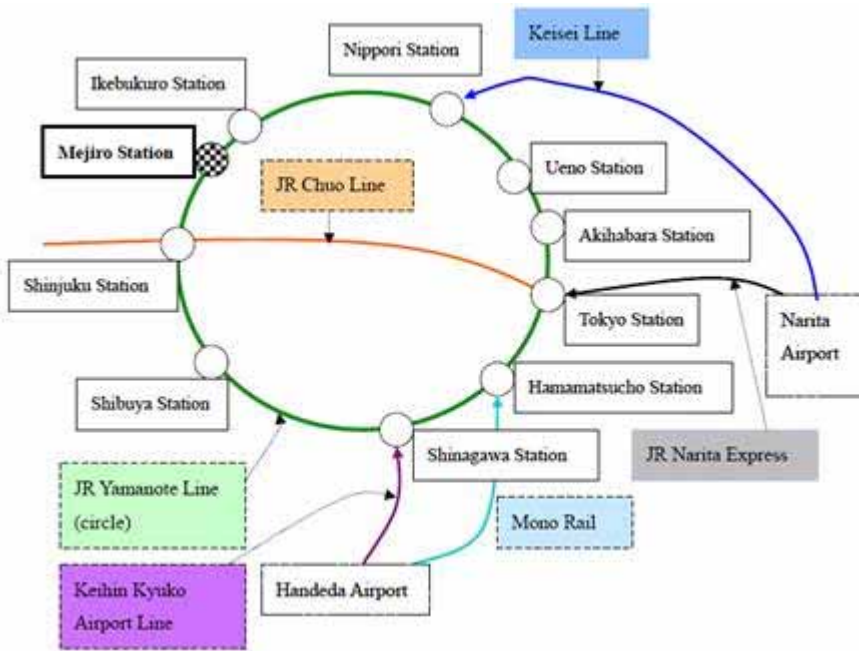 Keisei Line
Nippori Station
Ikebukuro Station
Mejiro Station
Ueno Station
JR Chuo Line
Akihabara Station
Shinjuku Station
Tokyo Station
Narita
Airport
Hamamatsucho Station
Shibuya Station
Shinagawa Station
JR Narita Express
JR Yamanote Line
(circle)
Mono Rail
Keihin Kyuko
Airport Line
Handeda Airport